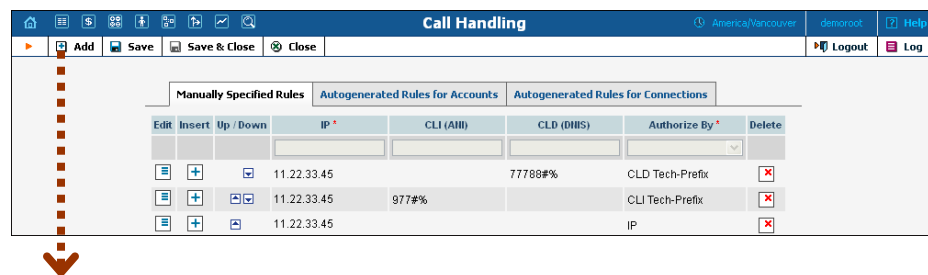 Call Handling America/Vancouver demoroot Help
Add Save Save & Close Close Logout Log
Manually Specified Rules Autogenerated Rules for Accounts Autogenerated Rules for Connections
Edit Insert Up / Down IP * CLI (ANI) CLD (DNIS) Authorize By * Delete
11.22.33.45 77788#% CLD Tech-Prefix
11.22.33.45 977#% CLI Tech-Prefix
11.22.33.45 IP